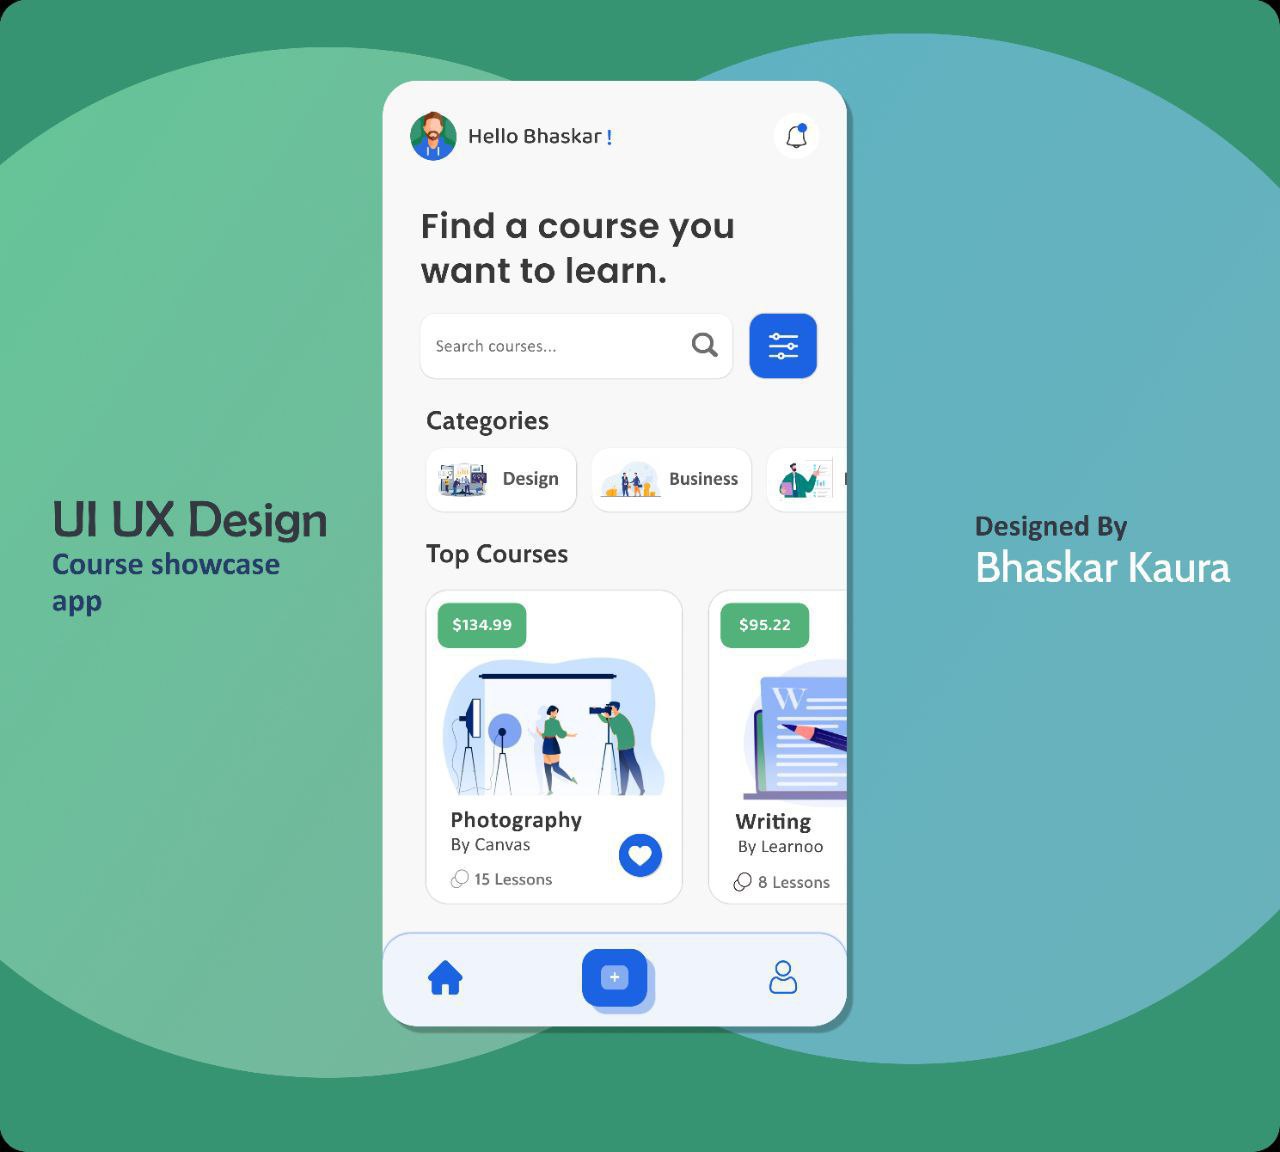 Hello Bhaskar !
Find a course you
want to learn.
Search courses...
Categories
Design
Business
Top Courses
$134.99
$95.22
W
Photography
By Canvas
15 Lessons
Writing
By Learnoo
8 Lessons
UI UX Design
Course showcase
app
Designed By
Bhaskar Kaura